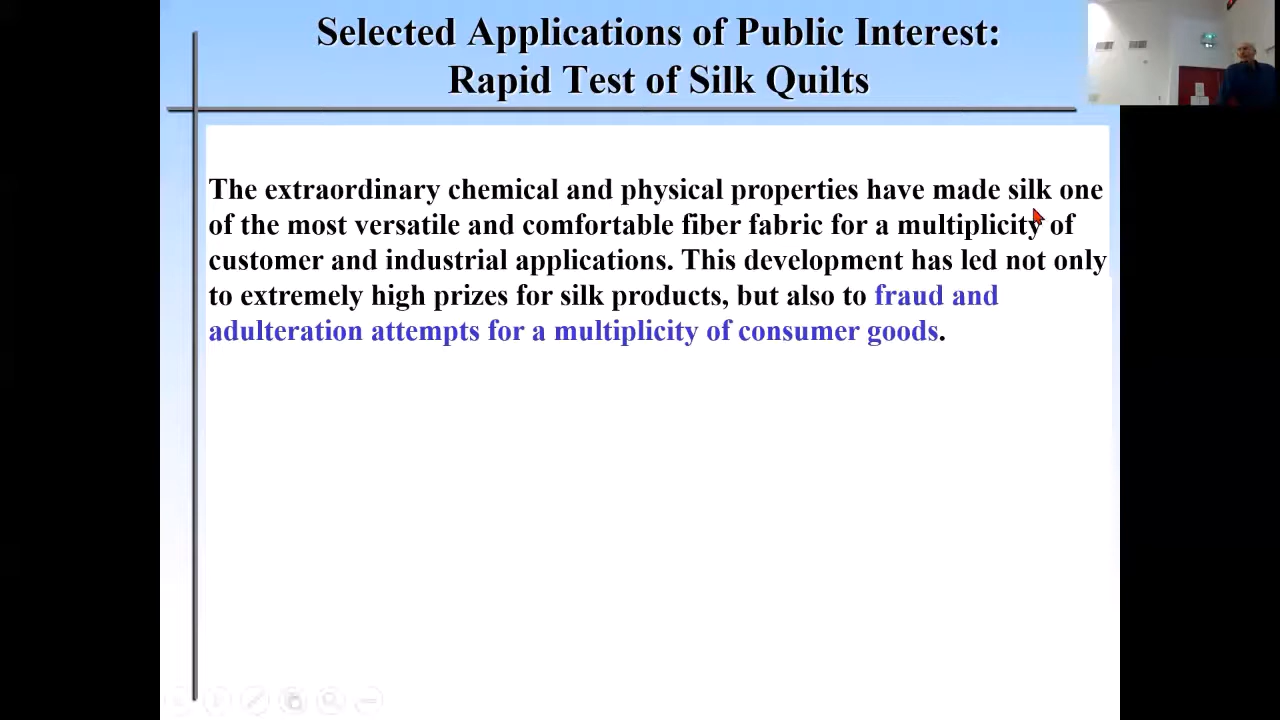 Selected Applications of Public Interest:
Rapid Test of Silk Quilts
The extraordinary chemical and physical properties have made silk one
of the most versatile and comfortable fiber fabric for a multiplicity of
customer and industrial applications. This development has led not only
to extremely high prizes for silk products, but also to fraud and
adulteration attempts for a multiplicity of consumer goods.